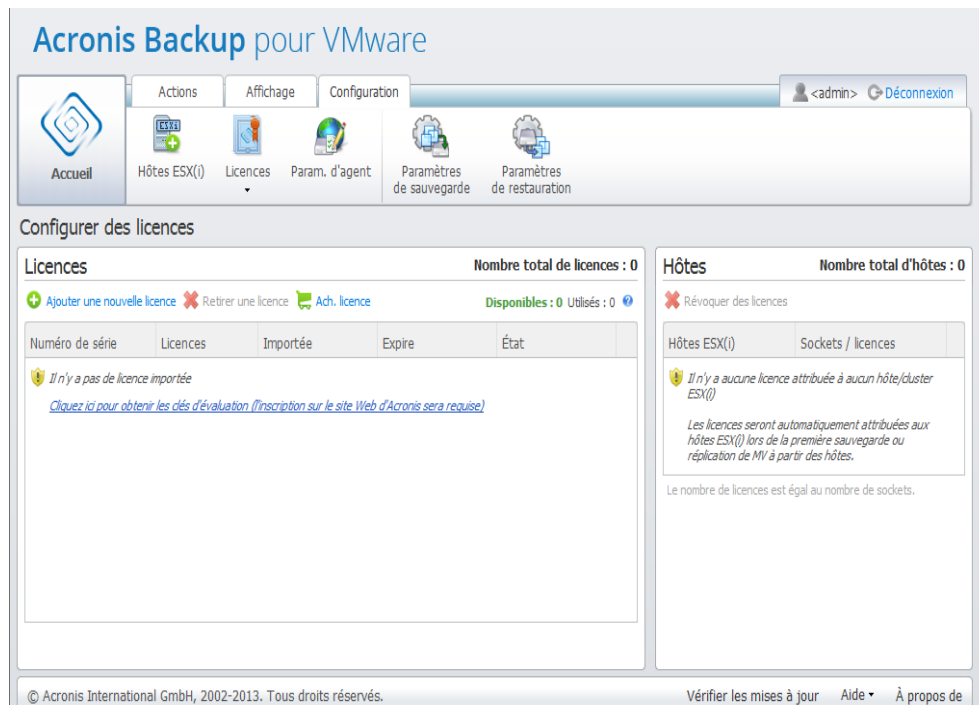 Acronis Backup pour VMware
Actions Affichage Configuration
<admin> Déconnexion
Accueil
ESXi
Hôtes ESX(i) Licences Param. d'agent Paramètres de sauvegarde Paramètres de restauration
Configurer des licences
Licences Nombre total de licences : 0
Ajouter une nouvelle licence Retirer une licence Ach. licence Disponibles : 0 Utilisés : 0
Numéro de série Licences Importée Expire État
Il n'y a pas de licence importée
Cliquez ici pour obtenir les clés d'évaluation (l'inscription sur le site Web d'Acronis sera requise)
Hôtes Nombre total d'hôtes : 0
Révoquer des licences
Hôtes ESX(i) Sockets / licences
Il n'y a aucune licence attribuée à aucun hôte/cluster
ESX(i)
Les licences seront automatiquement attribuées aux
hôtes ESX(i) lors de la première sauvegarde ou
réplication de MV à partir des hôtes.
Le nombre de licences est égal au nombre de sockets.
© Acronis International GmbH, 2002-2013. Tous droits réservés. Vérifier les mises à jour Aide À propos de